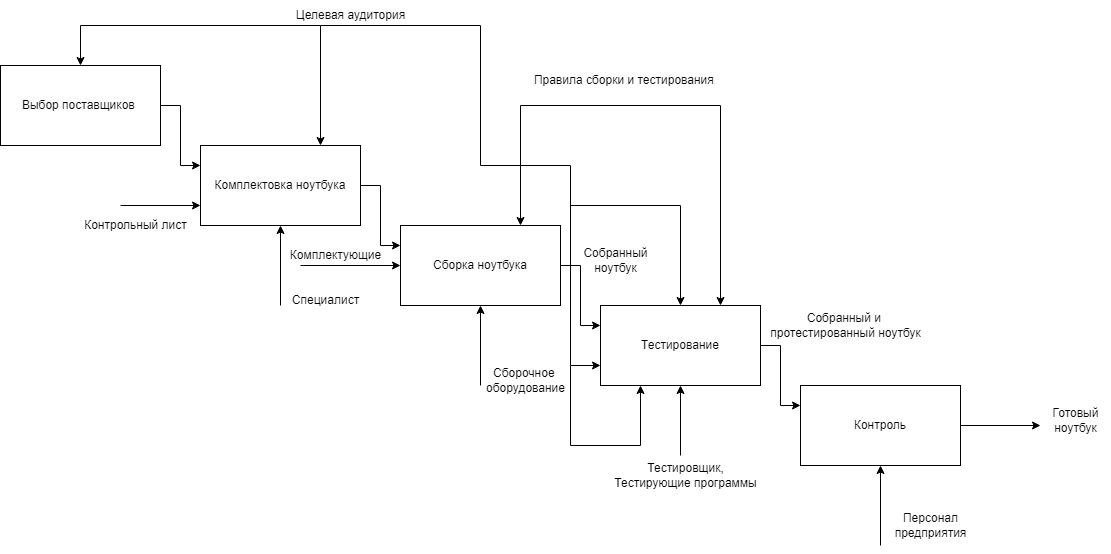 Целевая аудитория
Правила сборки и тестирования
Выбор поставщиков
Комплектовка ноутбука
Контрольный лист
Комплектующие
Сборка ноутбука
Собранный
ноутбук
Специалист
Собранный и
протестированный ноутбук
Тестирование
Сборочное
оборудование
Контроль
Готовый
ноутбук
Тестировщик,
Тестирующие программы
Персонал
предприятия